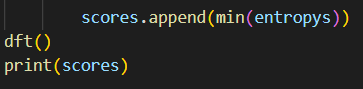 scores.append(min(entropys))
dft()
print(scores)